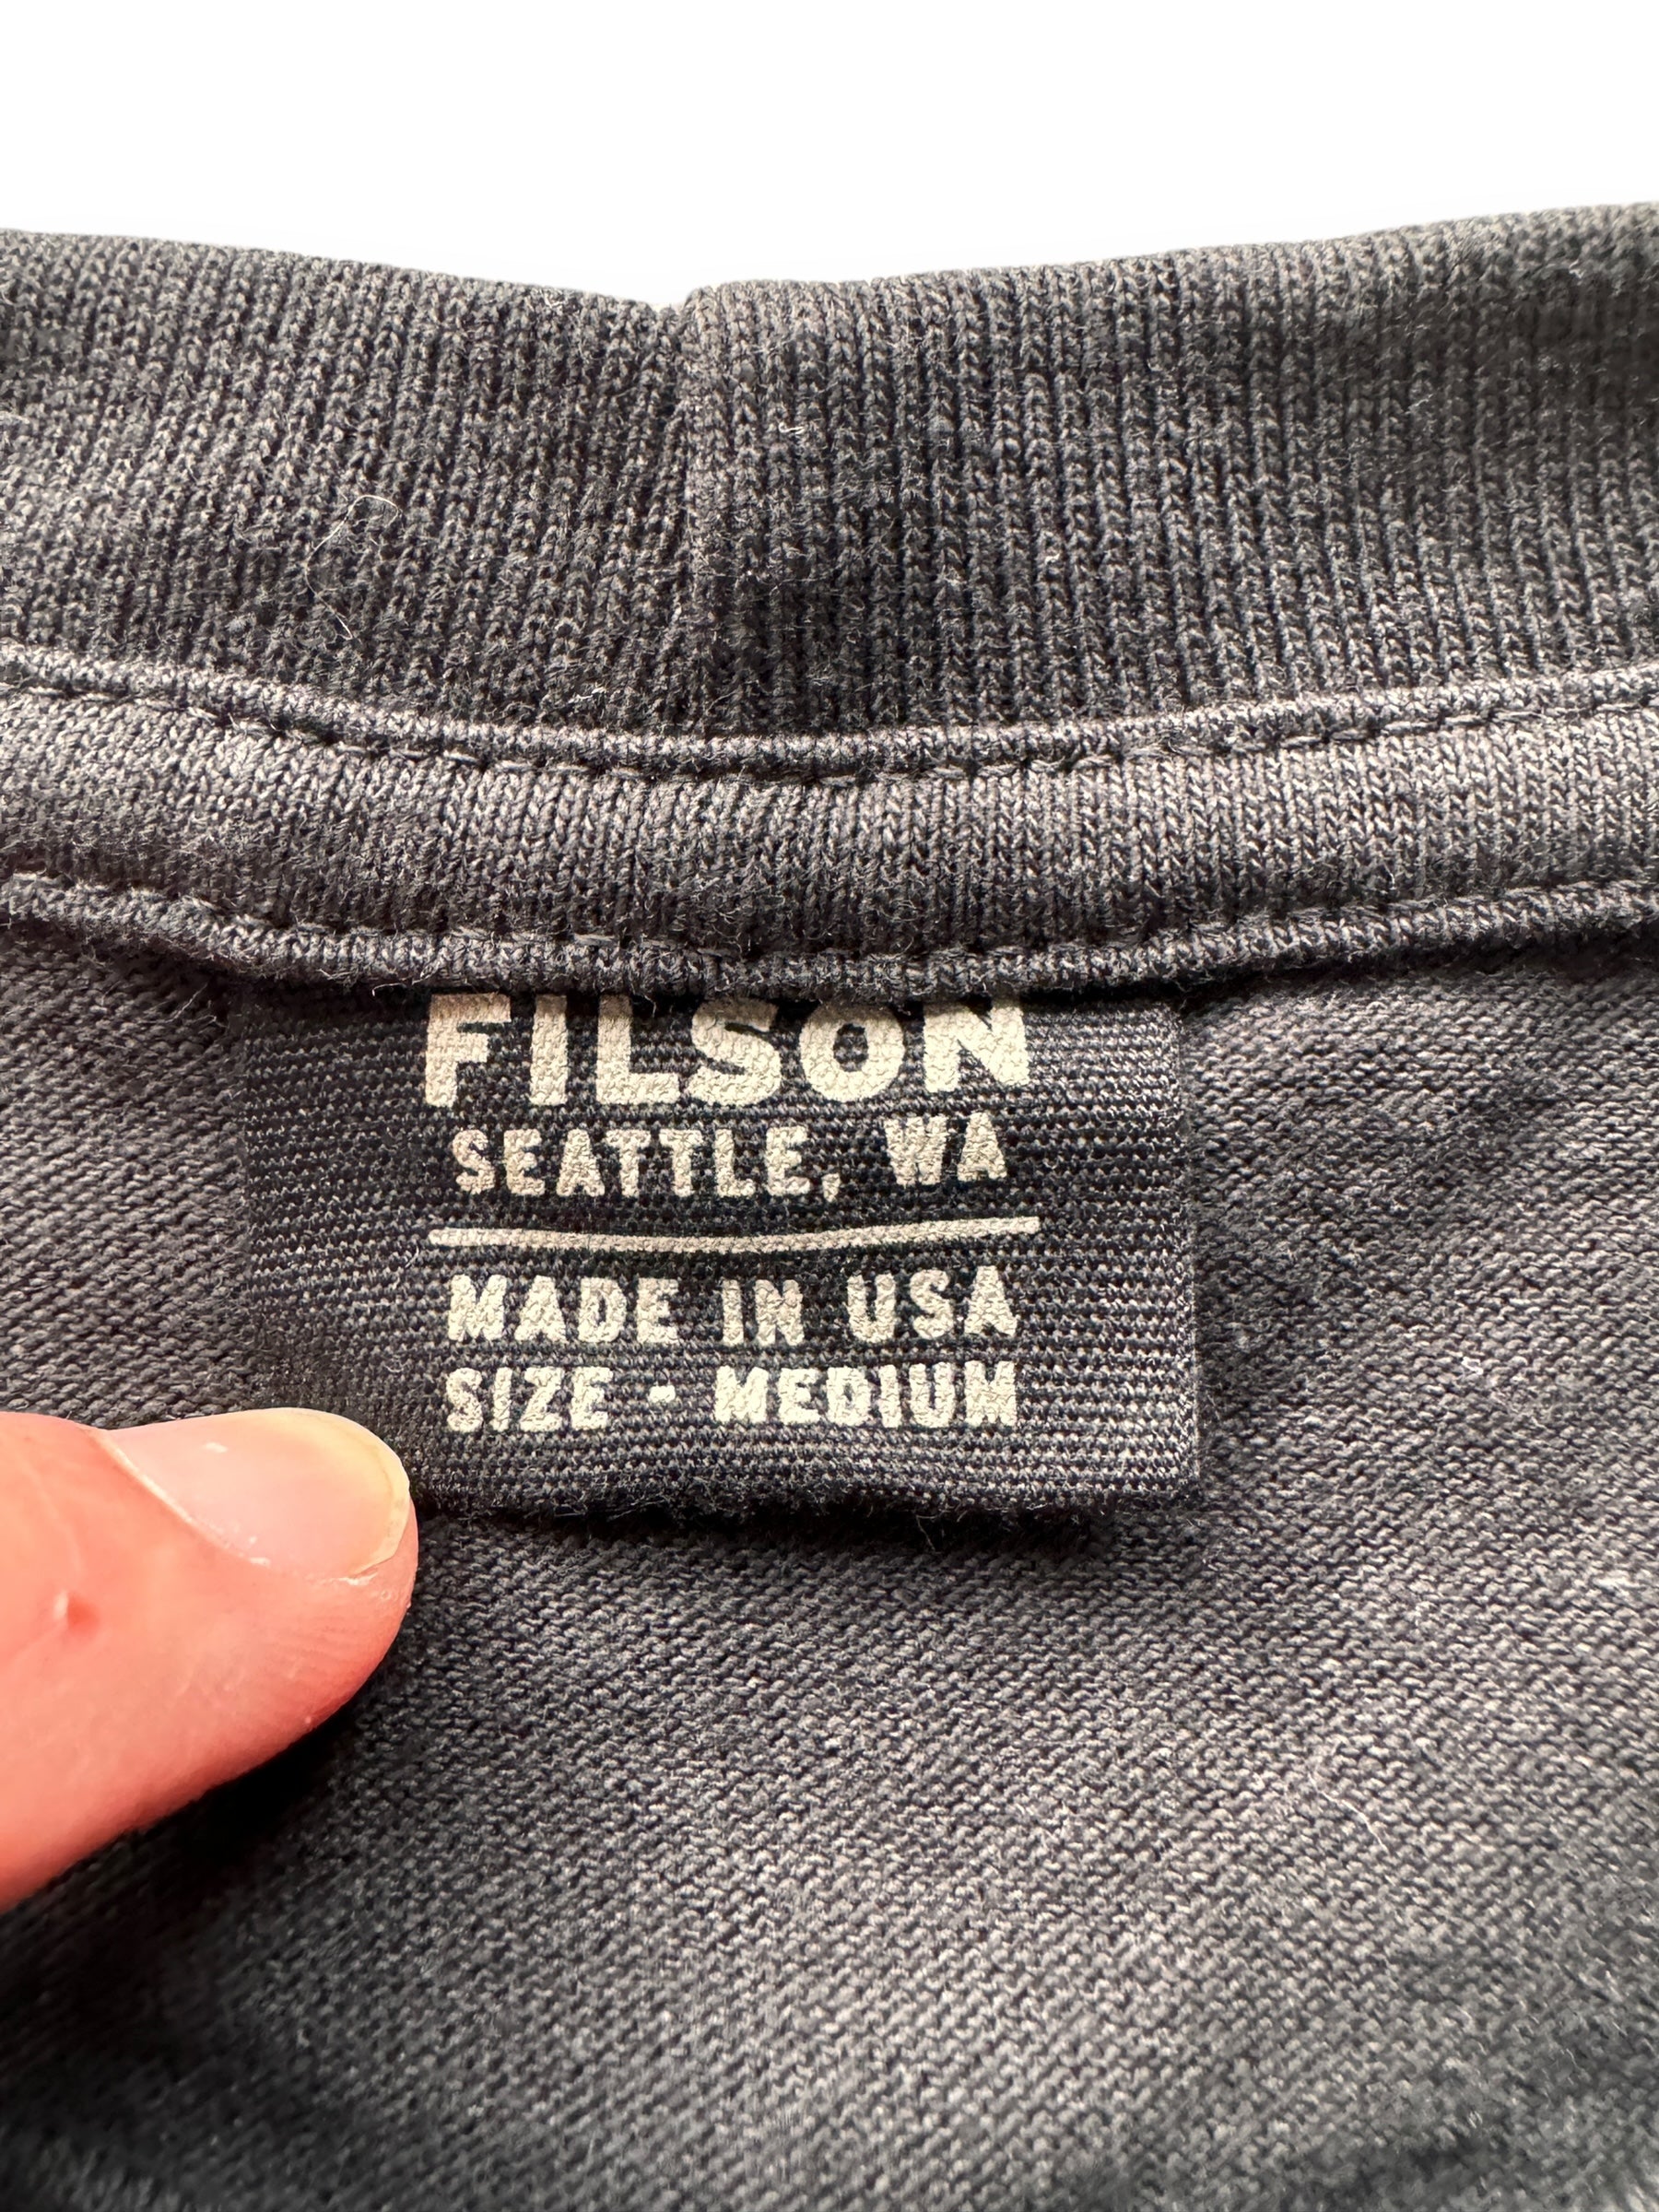 FILSON
SEATTLE, WA
MADE IN USA
SIZE - MEDIUM